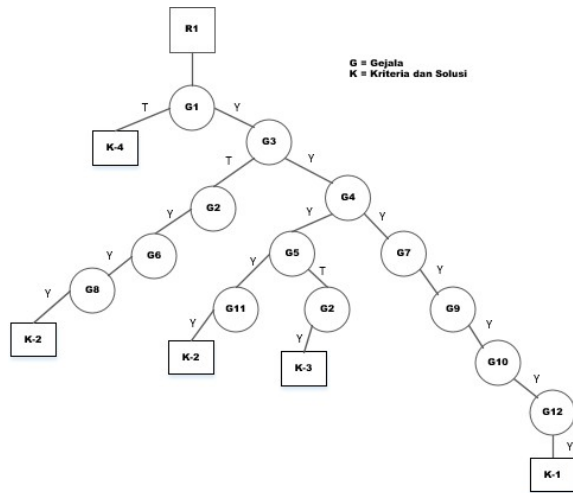 R1
G = Gejala
K = Kriteria dan Solusi
T
G1
Y
K-4
G3
T
Y
G2
G4
Y
Y
Y
G6
G5
G7
Y
Y
T
Y
G8
G11
G2
G9
Y
Y
Y
Y
K-2
K-2
K-3
G10
Y
G12
Y
K-1